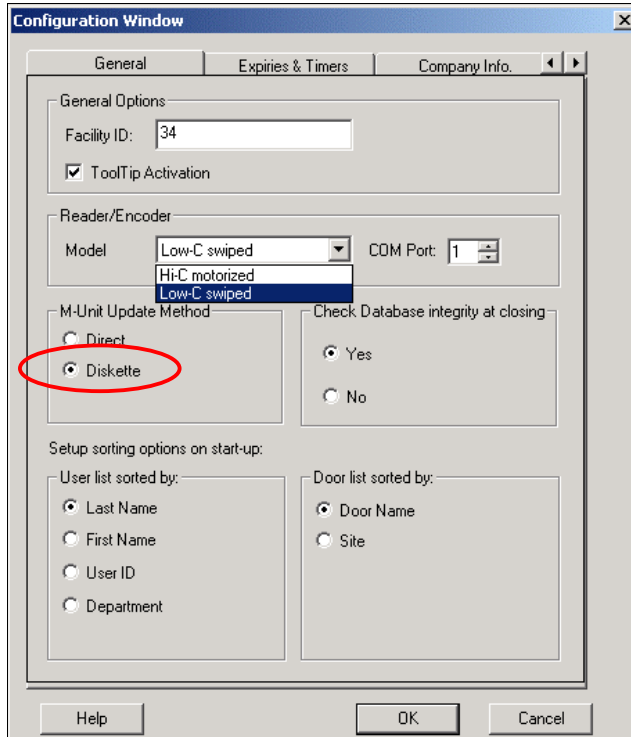 Configuration Window
General Expiries & Timers Company Info.
General Options
Facility ID: 34
ToolTip Activation
Reader/Encoder
Model Low-C swiped COM Port: 1
Hi-C motorized
Low-C swiped
M-Unit Update Method Check Database integrity at closing
Direct
Yes
Diskette
No
Setup sorting options on start-up:
User list sorted by: Door list sorted by:
Last Name Door Name
First Name Site
User ID
Department
Help OK Cancel